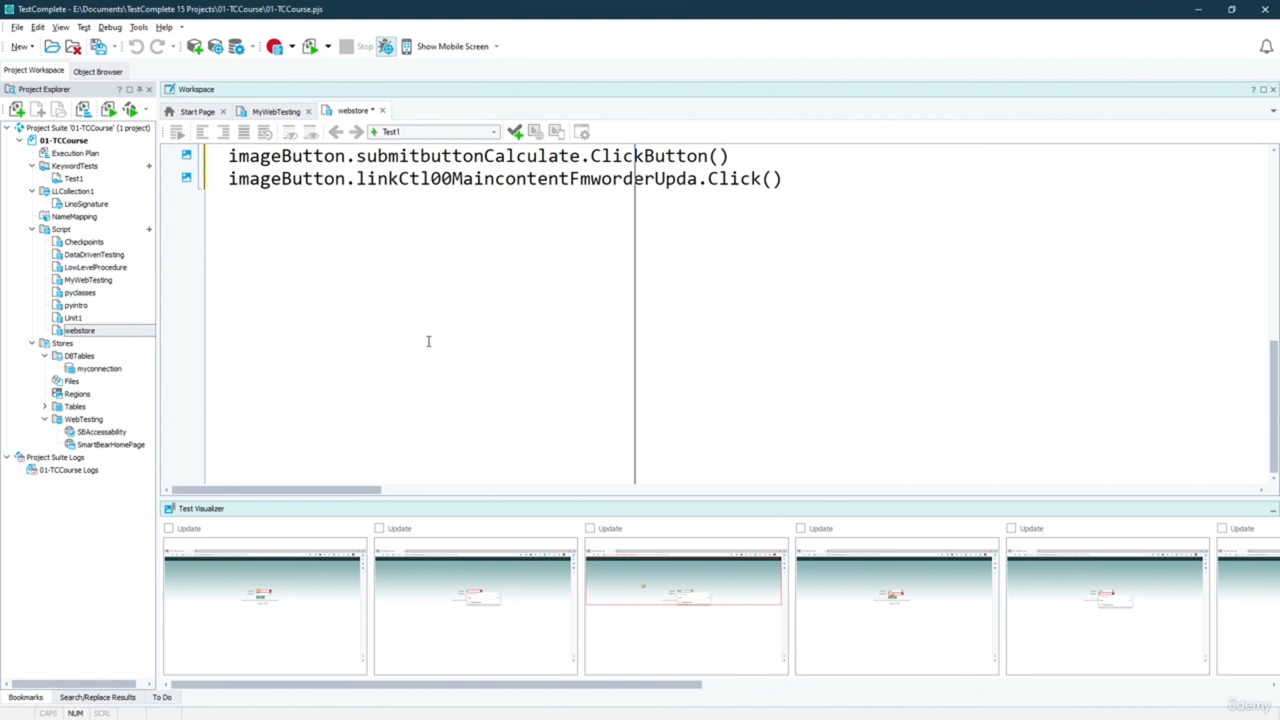 TestComplete - E:\Documents\TestComplete 15 Projects\01-TCCourse\01-TCCourse.pjs
File Edit View Test Debug Tools Help
New Stop Show Mobile Screen
Project Workspace Object Browser
Project Explorer
Workspace
Start Page MyWebTesting webstore *
Test1
Project Suite '01-TCCourse' (1 project)
01-TCCourse
Execution Plan
KeywordTests
Test1
LLCollection1
LinoSignature
NameMapping
Script
Checkpoints
DataDrivenTesting
LowLevelProcedure
MyWebTesting
pyclasses
pyintro
Unit1
webstore
Stores
DBTables
myconnection
Files
Regions
Tables
WebTesting
SBAccessability
SmartBearHomePage
Project Suite Logs
01-TCCourse Logs
imageButton.submitbuttonCalculate.ClickButton()
imageButton.linkCtl00MaincontentFmworderUpda.Click()
Test Visualizer
Update Update Update Update Update Update
Bookmarks Search/Replace Results To Do
CAPS NUM SCRL
ûdemy